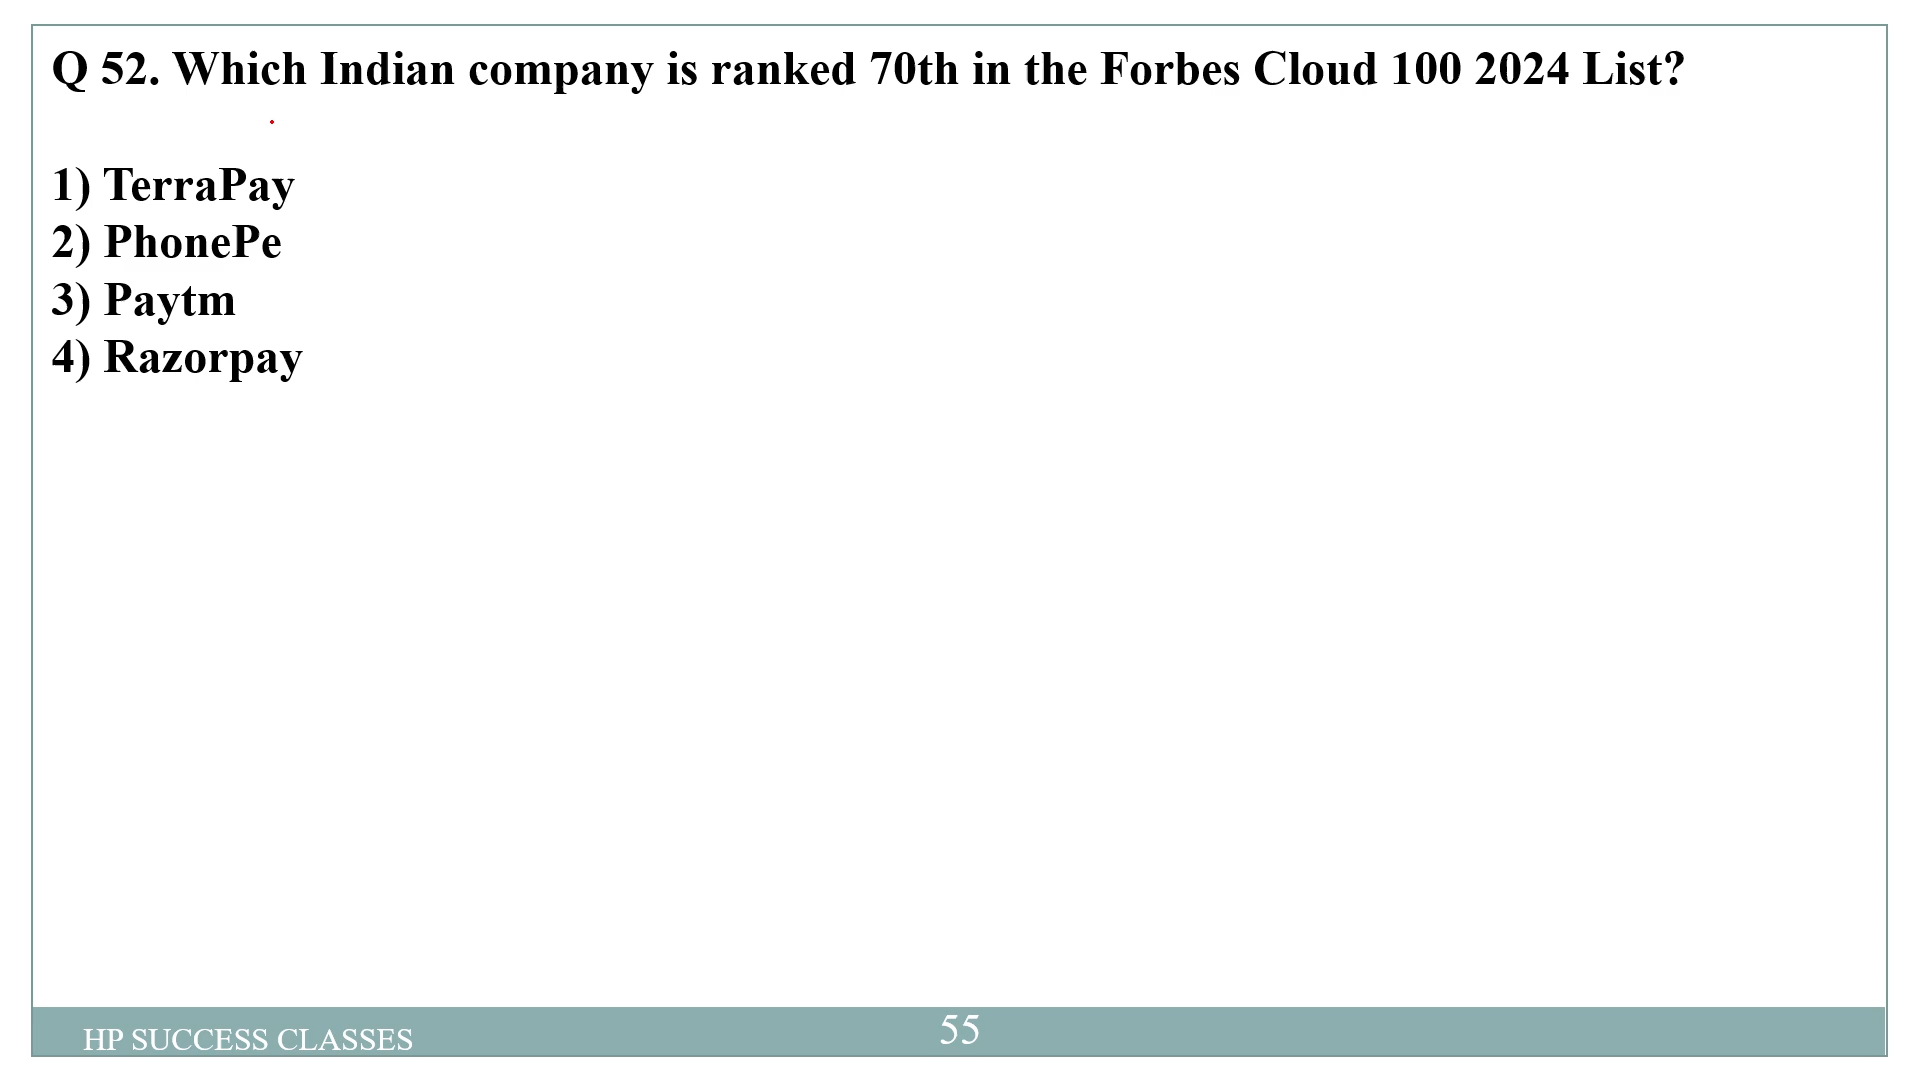 Q 52. Which Indian company is ranked 70th in the Forbes Cloud 100 2024 List?
1) TerraPay
2) PhonePe
3) Paytm
4) Razorpay
HP SUCCESS CLASSES
55